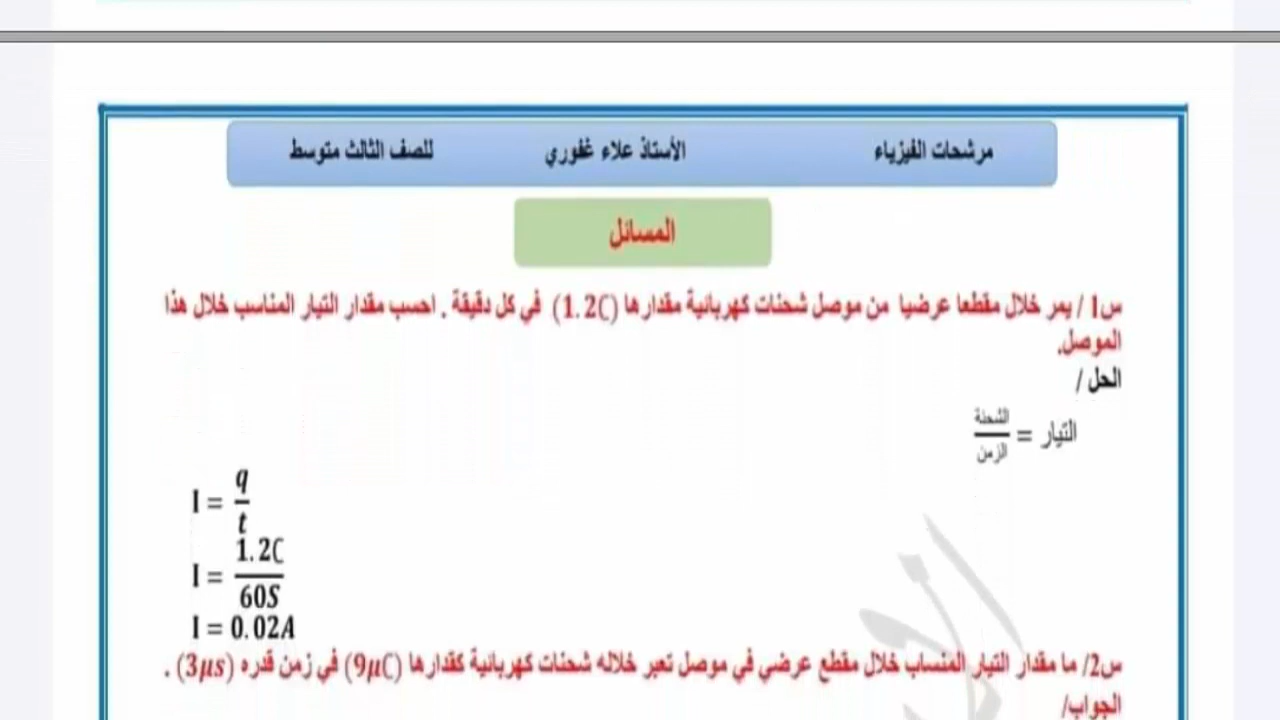 مرشحات الفيزياء الأستاذ علاء غفوري للصف الثالث متوسط
المسائل
س1 / يمر خلال مقطعا عرضيا من موصل شحنات كهربائية مقدارها (1.2C) في كل دقيقة . احسب مقدار التيار المناسب خلال هذا
الموصل.
الحل /
التيار = الشحنة / الزمن
I = q / t
I = 1.2C / 60S
I = 0.02A
س2/ ما مقدار التيار المنساب خلال مقطع عرضي في موصل تعبر خلاله شحنات كهربائية كقدارها (9μC) في زمن قدره (3μs) .
الجواب/